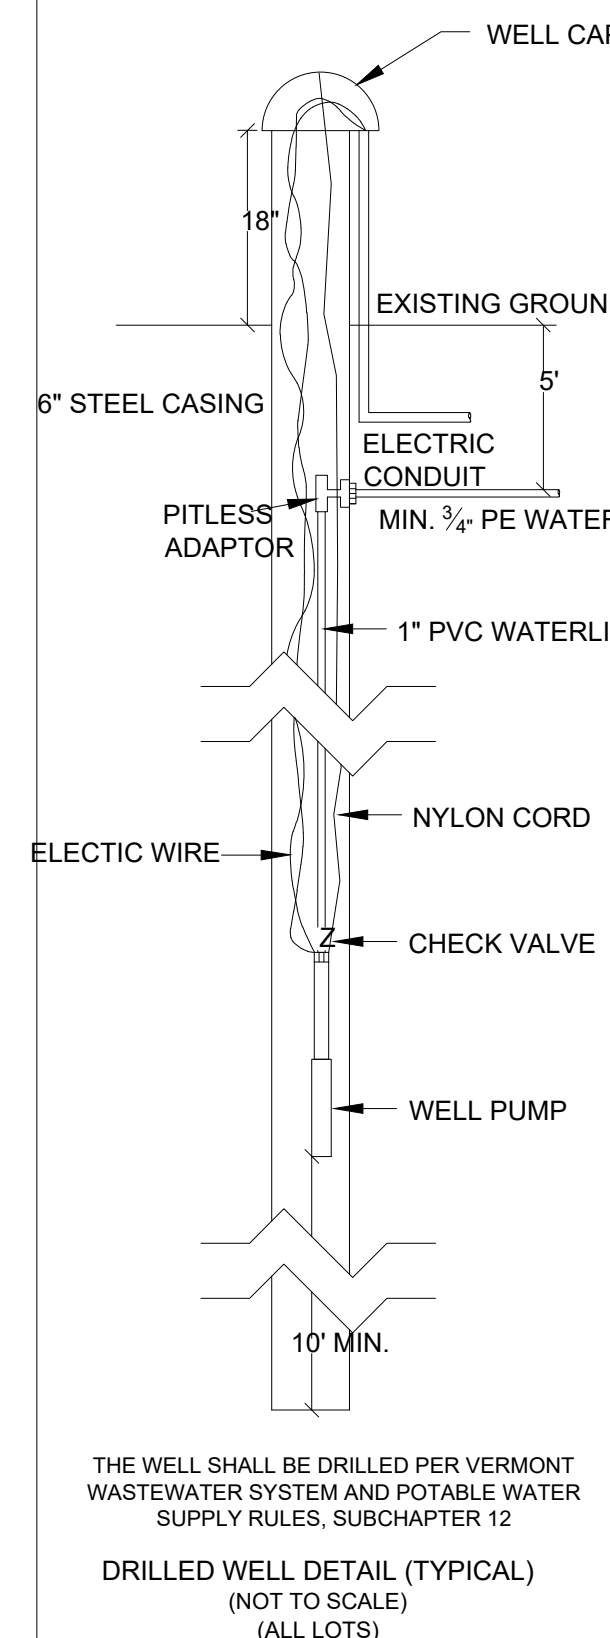 WELL CAP
18"
EXISTING GROUN
5'
6" STEEL CASING
ELECTRIC
CONDUIT
PITLESS
ADAPTOR
MIN. 3/4" PE WATER
1" PVC WATERLI
NYLON CORD
ELECTIC WIRE
Z
CHECK VALVE
WELL PUMP
10' MIN.
THE WELL SHALL BE DRILLED PER VERMONT
WASTEWATER SYSTEM AND POTABLE WATER
SUPPLY RULES, SUBCHAPTER 12
DRILLED WELL DETAIL (TYPICAL)
(NOT TO SCALE)
(ALL LOTS)